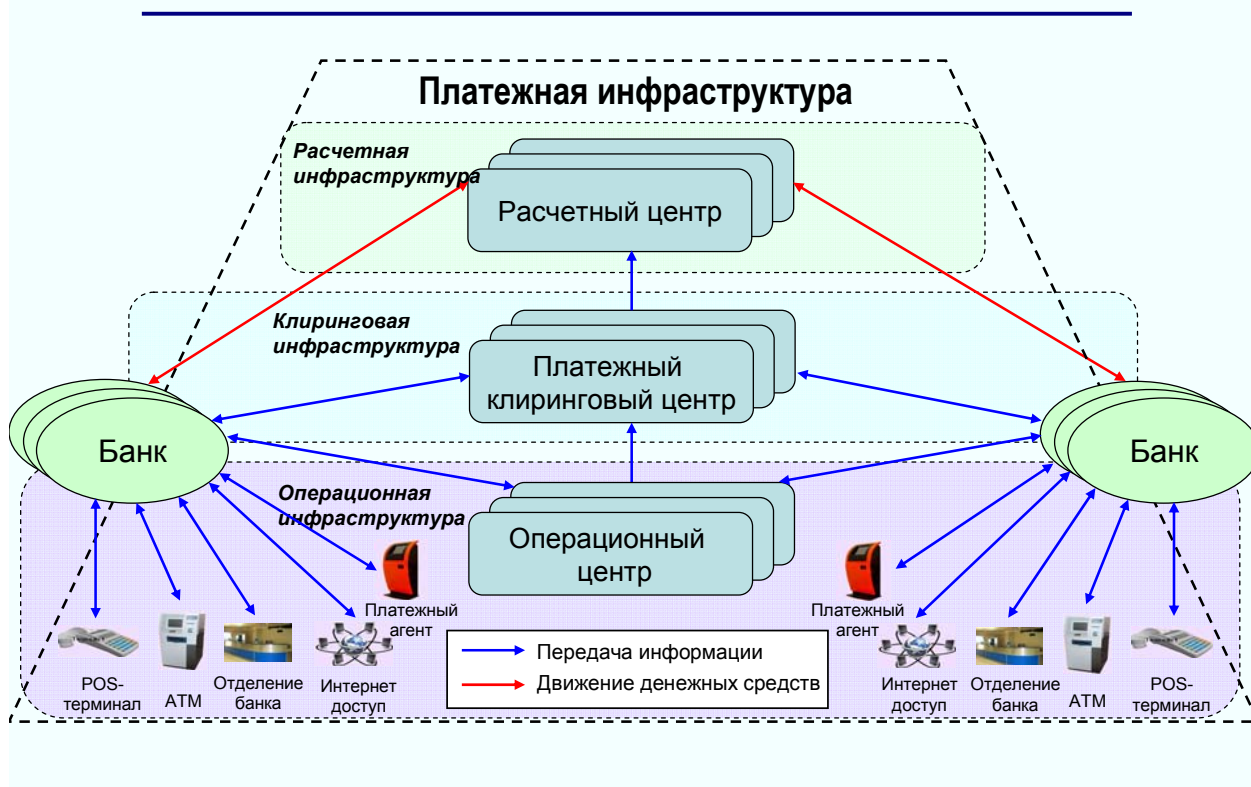 Платежная инфраструктура
Расчетная
инфраструктура
Расчетный центр
Клиринговая
инфраструктура
Платежный
клиринговый центр
Банк
Банк
Операционная
инфраструктура
Операционный
центр
Платежный
агент
Платежный
агент
POS-
терминал
ATM
Отделение
банка
Интернет
доступ
Передача информации
Движение денежных средств
Интернет
доступ
Отделение
банка
ATM
POS-
терминал